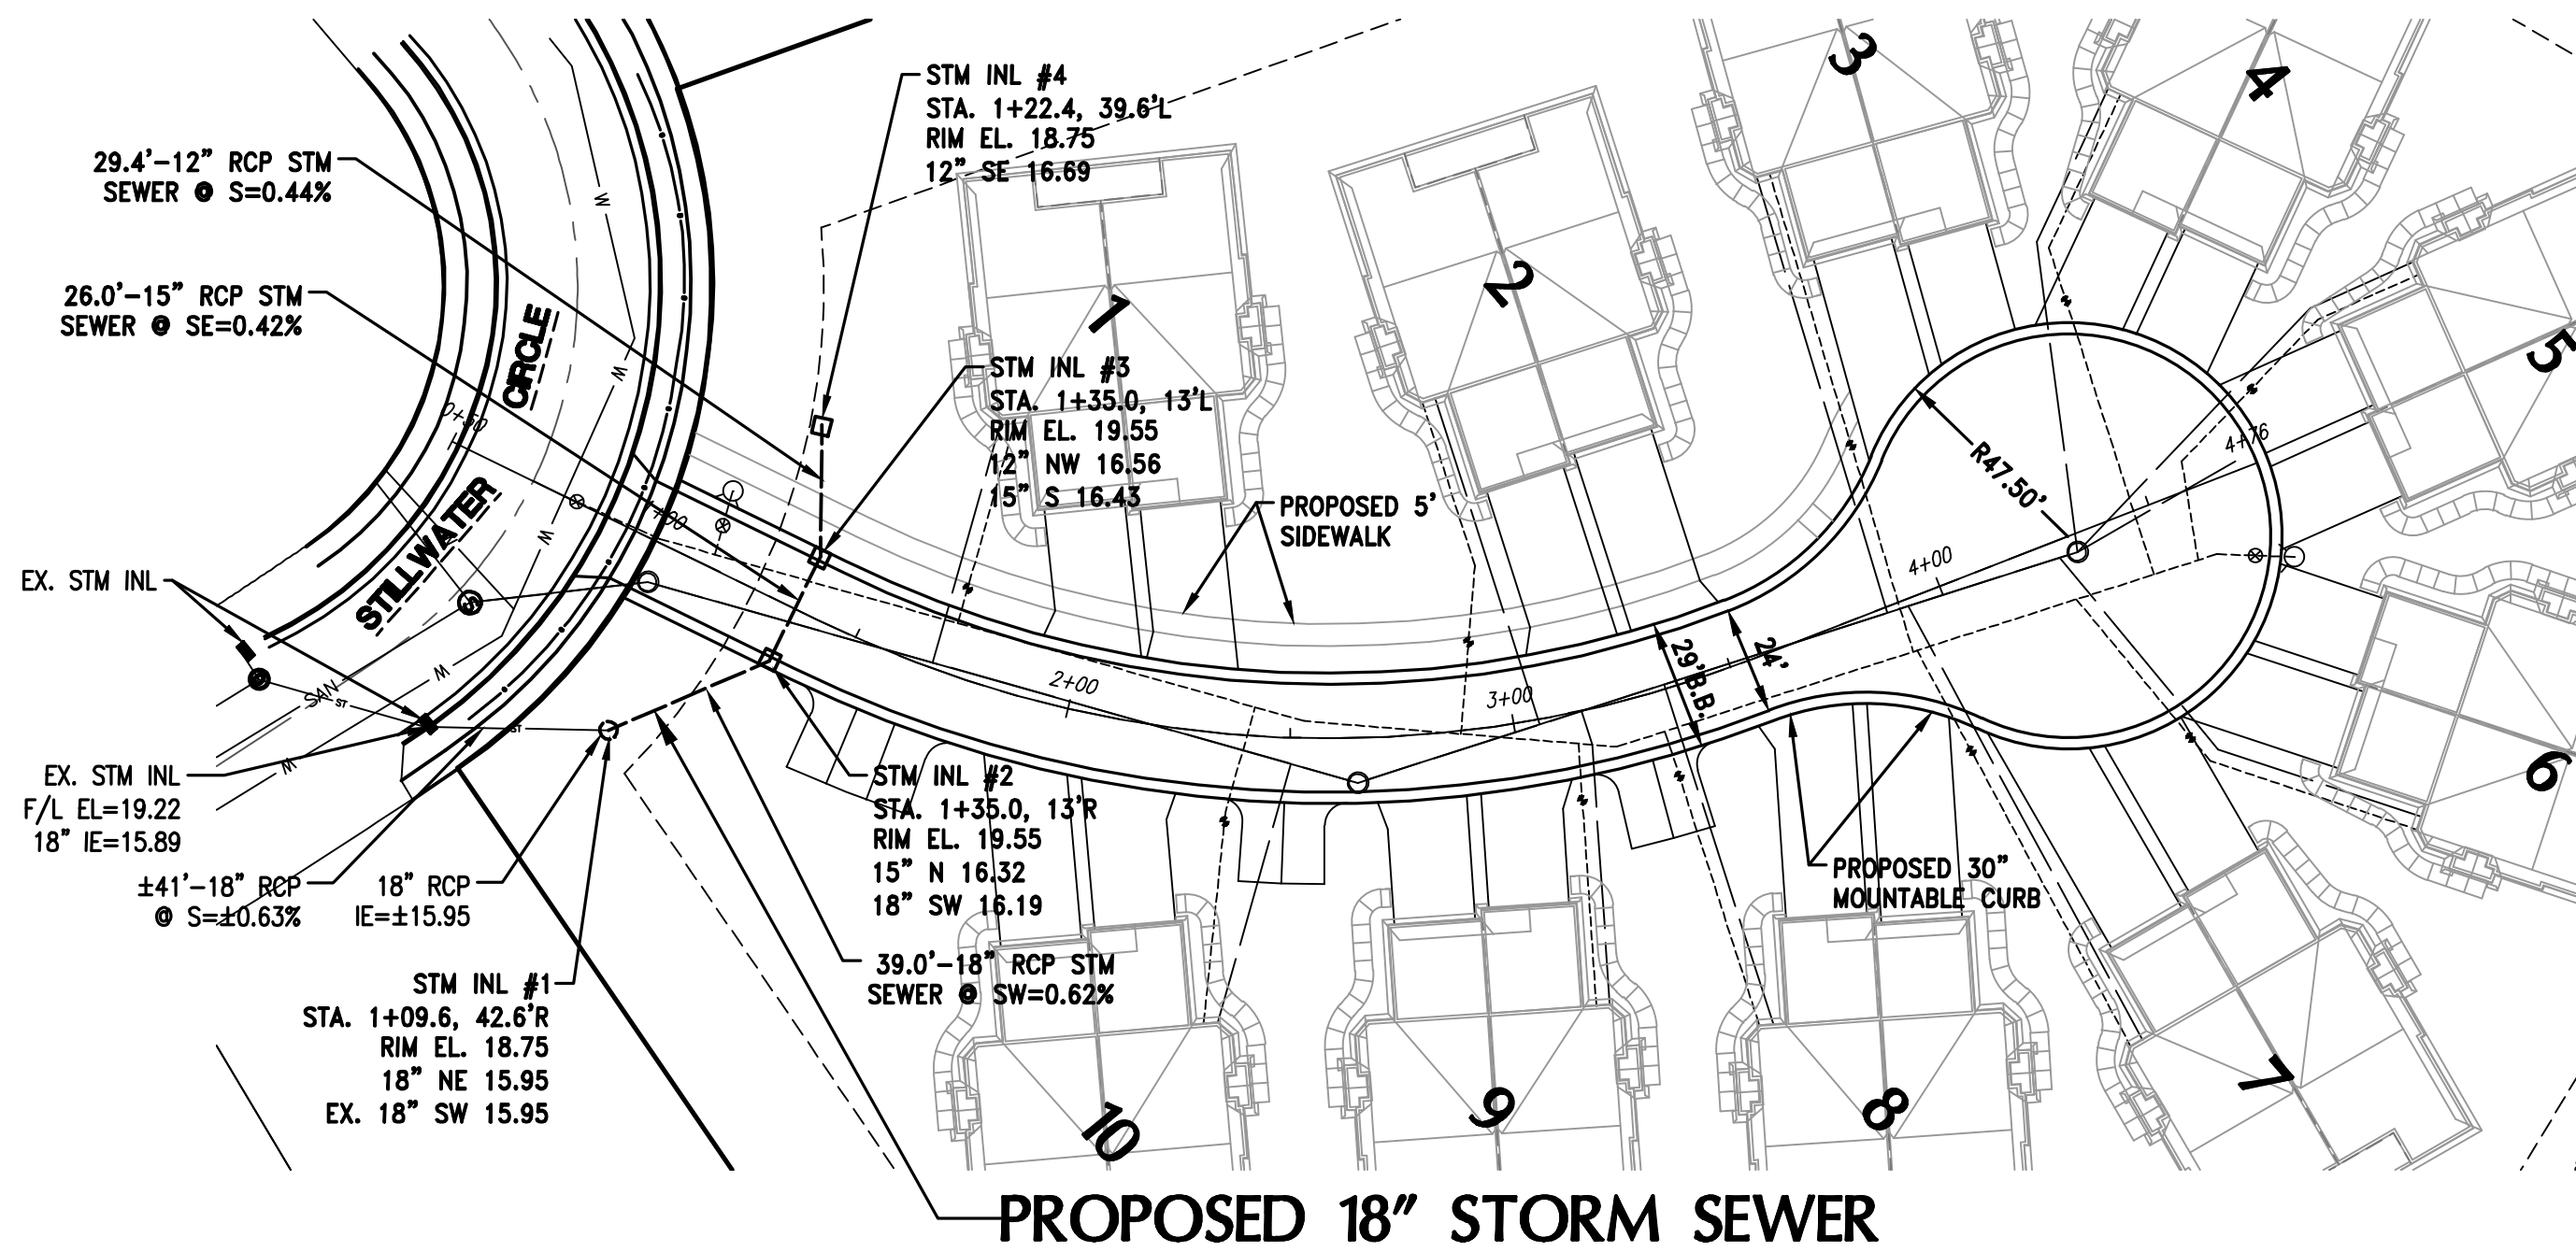 STM INL #4
STA. 1+22.4, 39.6'L
RIM EL. 18.75
12" SE 16.69
29.4'-12" RCP STM
SEWER @ S=0.44%
26.0'-15" RCP STM
SEWER @ SE=0.42%
STM INL #3
STA. 1+35.0, 13'L
RIM EL. 19.55
12" NW 16.56
15" S 16.43
PROPOSED 5'
SIDEWALK
STILLWATER
CIRCLE
0+50
1+00
2+00
3+00
4+00
4+76
R47.50'
29'B.B.
24'
1
2
3
4
5
6
7
8
9
10
W
W
W
W
W
W
S
SAN
ST
ST
EX. STM INL
EX. STM INL
F/L EL=19.22
18" IE=15.89
±41'-18" RCP
@ S=±0.63%
18" RCP
IE=±15.95
STM INL #1
STA. 1+09.6, 42.6'R
RIM EL. 18.75
18" NE 15.95
EX. 18" SW 15.95
STM INL #2
STA. 1+35.0, 13'R
RIM EL. 19.55
15" N 16.32
18" SW 16.19
39.0'-18" RCP STM
SEWER @ SW=0.62%
PROPOSED 30"
MOUNTABLE CURB
PROPOSED 18" STORM SEWER